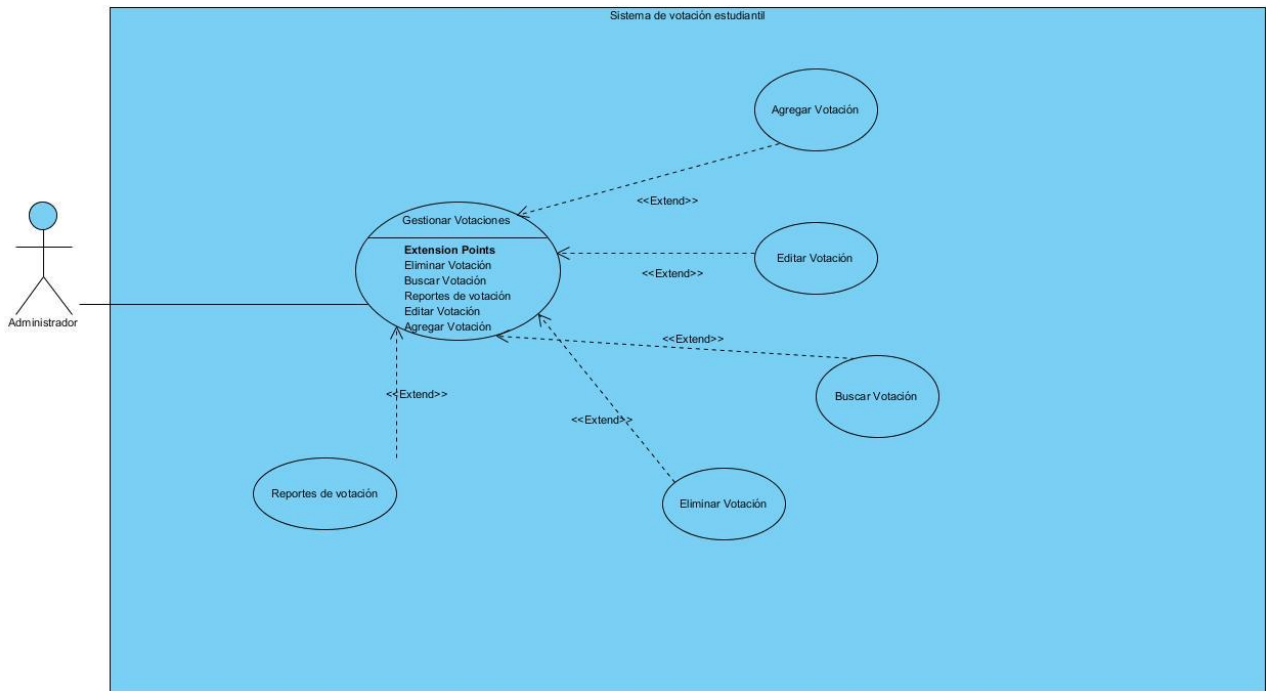 Sistema de votación estudiantil
Agregar Votación
<<Extend>>
Gestionar Votaciones
Extension Points
Eliminar Votación
Buscar Votación
Reportes de votación
Editar Votación
Agregar Votación
Editar Votación
<<Extend>>
Administrador
<<Extend>>
Buscar Votación
<<Extend>>
<<Extend>>
Reportes de votación
Eliminar Votación